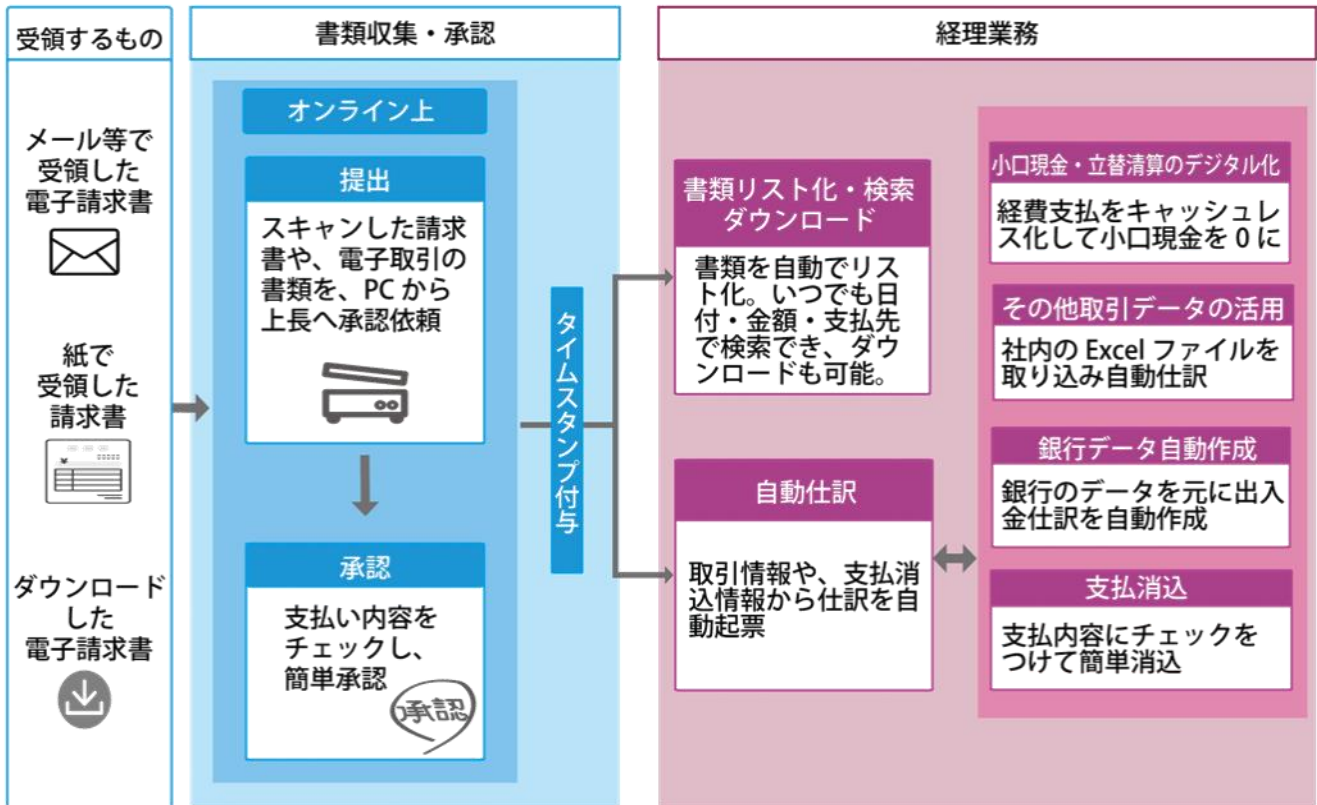 受領するもの
メール等で
受領した
電子請求書
紙で
受領した
請求書
¥
ダウンロード
した
電子請求書
書類収集・承認
オンライン上
提出
スキャンした請求
書や、電子取引の
書類を、PC から
上長へ承認依頼
承認
支払い内容を
チェックし、
簡単承認
承認
タイムスタンプ付与
経理業務
書類リスト化・検索
ダウンロード
書類を自動でリス
ト化。いつでも日
付・金額・支払先
で検索でき、ダウ
ンロードも可能。
自動仕訳
取引情報や、支払消
込情報から仕訳を自
動起票
小口現金・立替清算のデジタル化
経費支払をキャッシュレ
ス化して小口現金を 0 に
その他取引データの活用
社内の Excel ファイルを
取り込み自動仕訳
銀行データ自動作成
銀行のデータを元に出入
金仕訳を自動作成
支払消込
支払内容にチェックを
つけて簡単消込